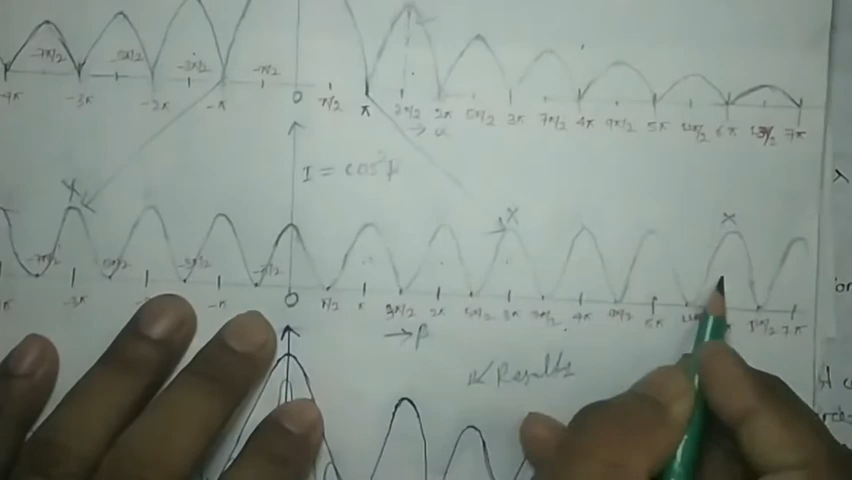 -7π/2 -5π/2 -3π/2 -π/2
-4π -3π -2π -π 0 π/2 π 3π/2 2π 5π/2 3π 7π/2 4π 9π/2 5π 11π/2 6π 13π/2 7π
→ α
I = cos²β
X X X
-7π/2 -5π/2 -3π/2 -π/2
-3π -π 0 π/2 π 3π/2 2π 5π/2 3π 7π/2 4π 9π/2 5π 13π/2 7π
→ β
Results